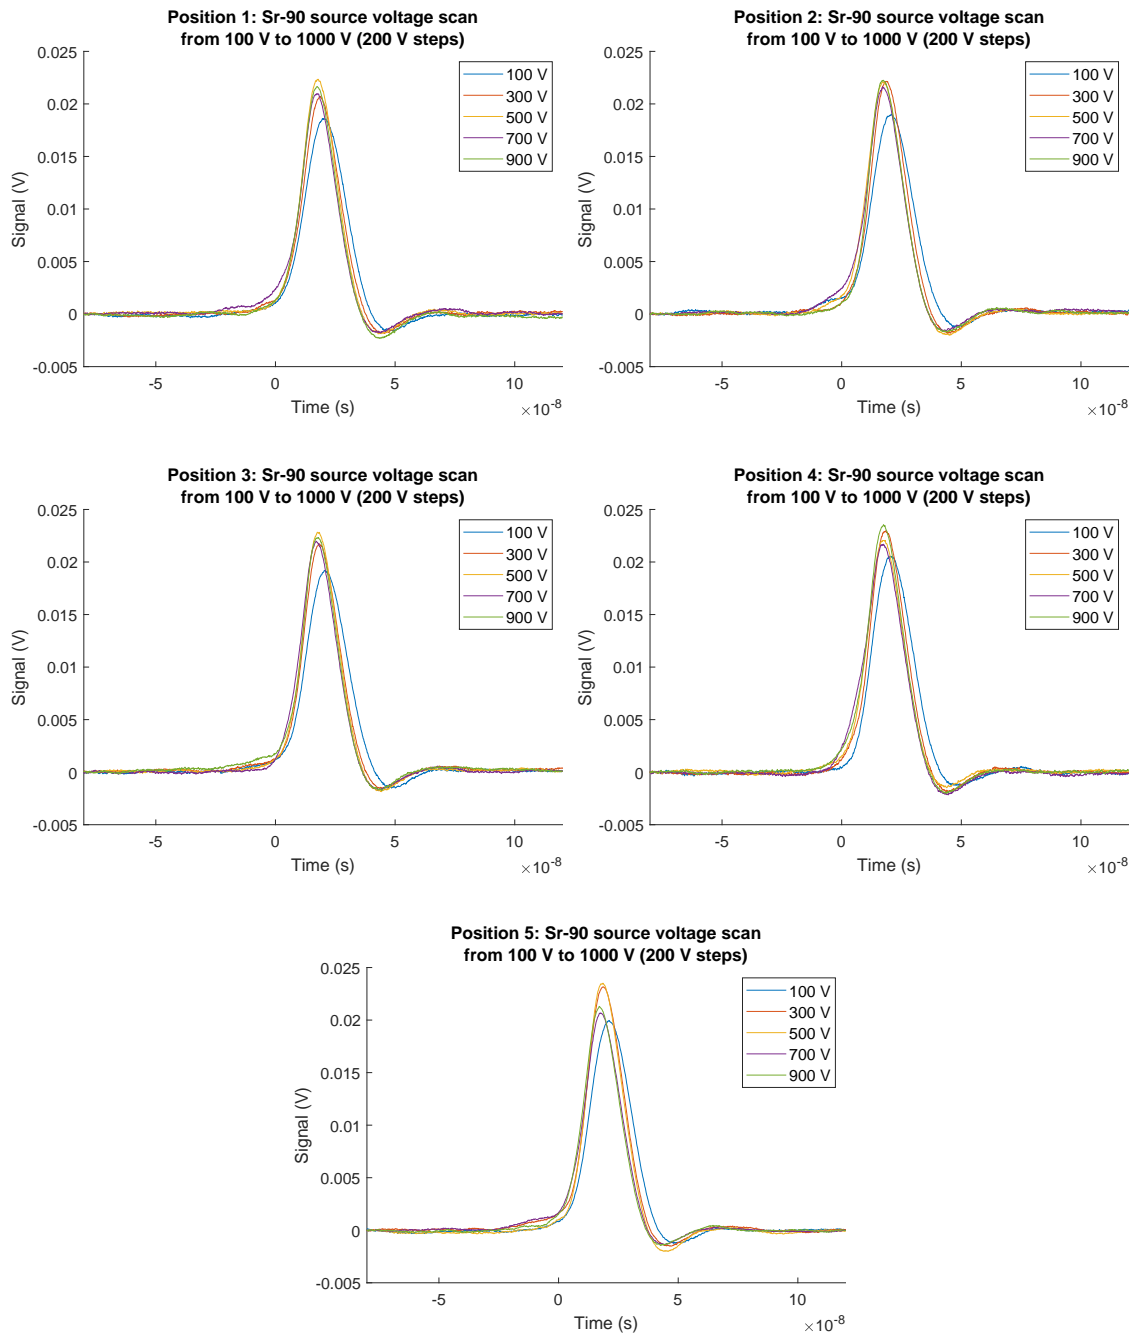 Position 1: Sr-90 source voltage scan
from 100 V to 1000 V (200 V steps)
0.025
0.02
0.015
0.01
0.005
0
-0.005
Signal (V)
100 V
300 V
500 V
700 V
900 V
-5
0
5
10
Time (s)
×10-8
Position 2: Sr-90 source voltage scan
from 100 V to 1000 V (200 V steps)
0.025
0.02
0.015
0.01
0.005
0
-0.005
Signal (V)
100 V
300 V
500 V
700 V
900 V
-5
0
5
10
Time (s)
×10-8
Position 3: Sr-90 source voltage scan
from 100 V to 1000 V (200 V steps)
0.025
0.02
0.015
0.01
0.005
0
-0.005
Signal (V)
100 V
300 V
500 V
700 V
900 V
-5
0
5
10
Time (s)
×10-8
Position 4: Sr-90 source voltage scan
from 100 V to 1000 V (200 V steps)
0.025
0.02
0.015
0.01
0.005
0
-0.005
Signal (V)
100 V
300 V
500 V
700 V
900 V
-5
0
5
10
Time (s)
×10-8
Position 5: Sr-90 source voltage scan
from 100 V to 1000 V (200 V steps)
0.025
0.02
0.015
0.01
0.005
0
-0.005
Signal (V)
100 V
300 V
500 V
700 V
900 V
-5
0
5
10
Time (s)
×10-8